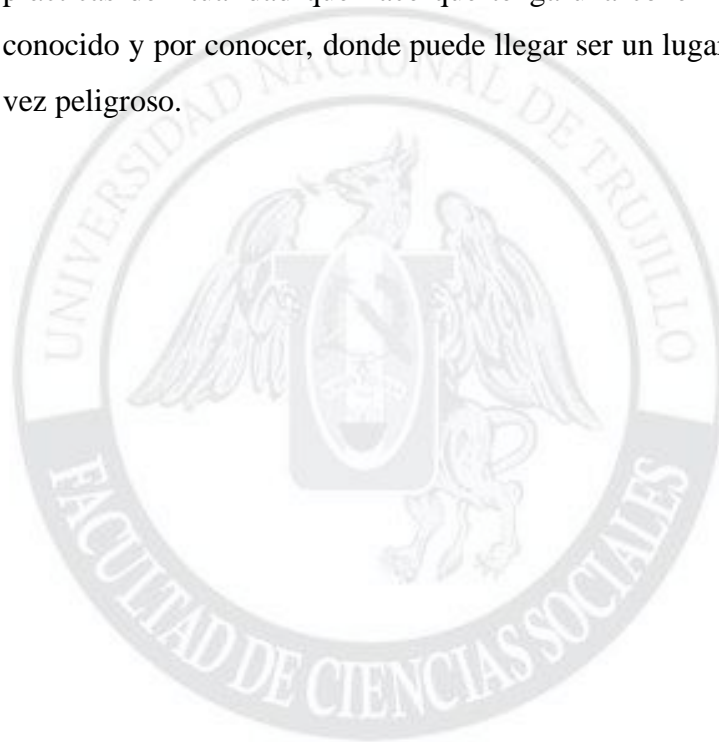 conocido y por conocer, donde puede llegar ser un lugar
vez peligroso.
UNIVERSIDAD NACIONAL DE TRUJILLO
FACULTAD DE CIENCIAS SOCIALES